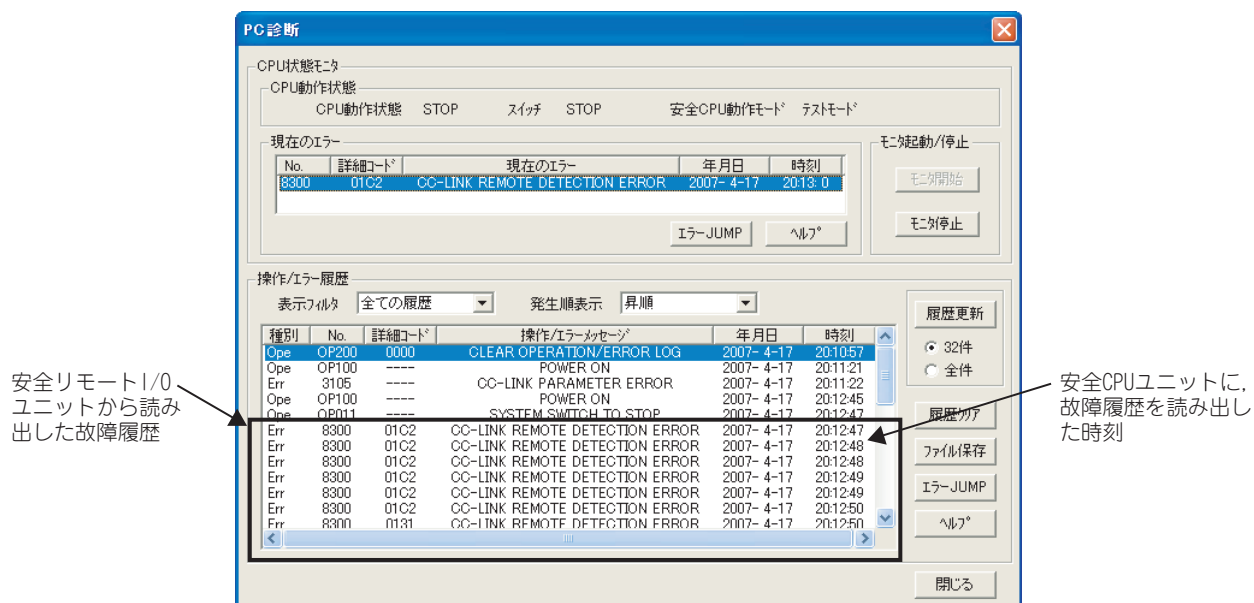 PC診断
CPU状態ﾓﾆﾀ
CPU動作状態
CPU動作状態 STOP ｽｲｯﾁ STOP 安全CPU動作ﾓｰﾄﾞ ﾃｽﾄﾓｰﾄﾞ
現在のｴﾗｰ
No. 詳細ｺｰﾄﾞ 現在のｴﾗｰ 年月日 時刻
8300 01C2 CC-LINK REMOTE DETECTION ERROR 2007- 4-17 20:13: 0
ｴﾗｰJUMP ﾍﾙﾌﾟ
ﾓﾆﾀ起動/停止
ﾓﾆﾀ開始
ﾓﾆﾀ停止
操作/ｴﾗｰ履歴
表示ﾌｨﾙﾀ 全ての履歴 発生順表示 昇順
種別 No. 詳細ｺｰﾄﾞ 操作/ｴﾗｰﾒｯｾｰｼﾞ 年月日 時刻
Ope OP200 0000 CLEAR OPERATION/ERROR LOG 2007- 4-17 20:10:57
Ope OP100 ---- POWER ON 2007- 4-17 20:11:21
Err 3105 ---- CC-LINK PARAMETER ERROR 2007- 4-17 20:11:22
Ope OP100 ---- POWER ON 2007- 4-17 20:12:45
Ope OP011 ---- SYSTEM SWITCH TO STOP 2007- 4-17 20:12:47
Err 8300 01C2 CC-LINK REMOTE DETECTION ERROR 2007- 4-17 20:12:47
Err 8300 01C2 CC-LINK REMOTE DETECTION ERROR 2007- 4-17 20:12:48
Err 8300 01C2 CC-LINK REMOTE DETECTION ERROR 2007- 4-17 20:12:48
Err 8300 01C2 CC-LINK REMOTE DETECTION ERROR 2007- 4-17 20:12:49
Err 8300 01C2 CC-LINK REMOTE DETECTION ERROR 2007- 4-17 20:12:49
Err 8300 01C2 CC-LINK REMOTE DETECTION ERROR 2007- 4-17 20:12:50
Err 8300 0131 CC-LINK REMOTE DETECTION ERROR 2007- 4-17 20:12:50
履歴更新
32件
全件
履歴ｸﾘｱ
ﾌｧｲﾙ保存
ｴﾗｰJUMP
ﾍﾙﾌﾟ
閉じる
安全リモートI/O
ユニットから読み
出した故障履歴
安全CPUユニットに,
故障履歴を読み出し
た時刻